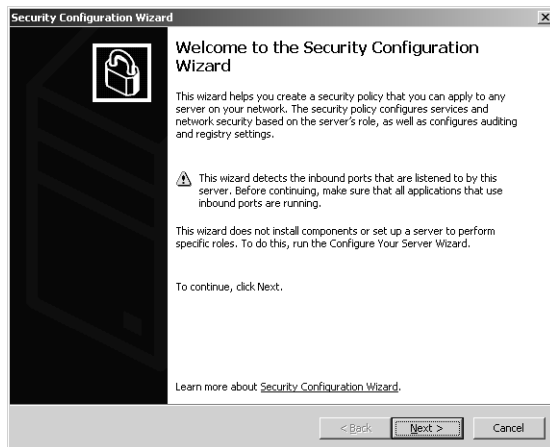 Security Configuration Wizard
Welcome to the Security Configuration
Wizard
This wizard helps you create a security policy that you can apply to any
server on your network. The security policy configures services and
network security based on the server's role, as well as configures auditing
and registry settings.
This wizard detects the inbound ports that are listened to by this
server. Before continuing, make sure that all applications that use
inbound ports are running.
This wizard does not install components or set up a server to perform
specific roles. To do this, run the Configure Your Server Wizard.
To continue, click Next.
Learn more about Security Configuration Wizard.
< Back Next > Cancel